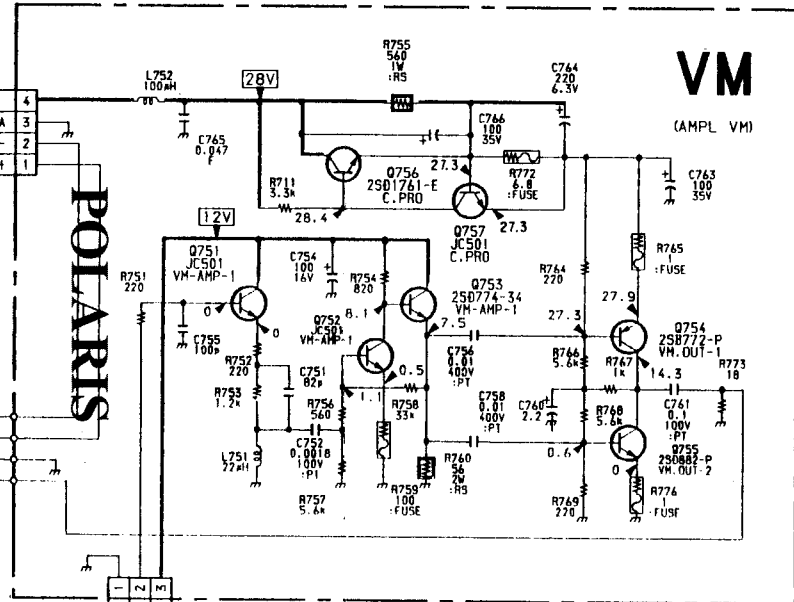 VM
(AMPL VM)
R755
560
1W
:RS
C764
220
6.3V
L752
100µH
28V
4
A
3
2
1
C765
0.047
F
C766
100
35V
Q756
2SD1761-E
C.PRO
27.3
R772
6.8
:FUSE
C763
100
35V
R711
3.3k
28.4
Q757
JC501
C.PRO
27.3
POLARIS
12V
Q751
JC501
VM-AMP-1
C754
100
16V
R754
820
Q753
2SD774-34
VM-AMP-1
R764
220
R765
1
:FUSE
R751
220
0
0
8.1
27.3
27.9
Q754
2SB772-P
VM.OUT-1
C755
100p
Q752
JC501
VM-AMP-1
7.5
R752
220
C751
82p
0.5
C756
0.01
400V
:PT
R766
5.6k
R767
1k
14.3
R773
18
R753
1.2k
R756
560
1.1
R758
33k
C758
0.01
400V
:PT
C760
2.2
R768
5.6k
C761
0.1
100V
:PT
L751
22µH
C752
0.0018
100V
:PT
R760
56
2W
:RS
0.6
0
Q755
2SD882-P
VM.OUT-2
R757
5.6k
R759
100
:FUSE
R769
220
R776
1
:FUSE
1
2
3